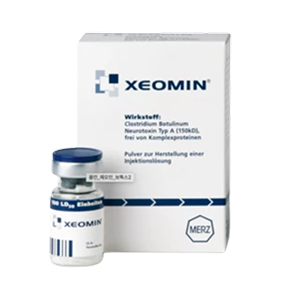 XEOMIN®
Wirkstoff:
Clostridium Botulinum
Neurotoxin Typ A (150kD),
frei von Komplexproteinen
Pulver zur Herstellung einer
Injektionslösung
MERZ
100 LD50 Einheiten
XEOMIN